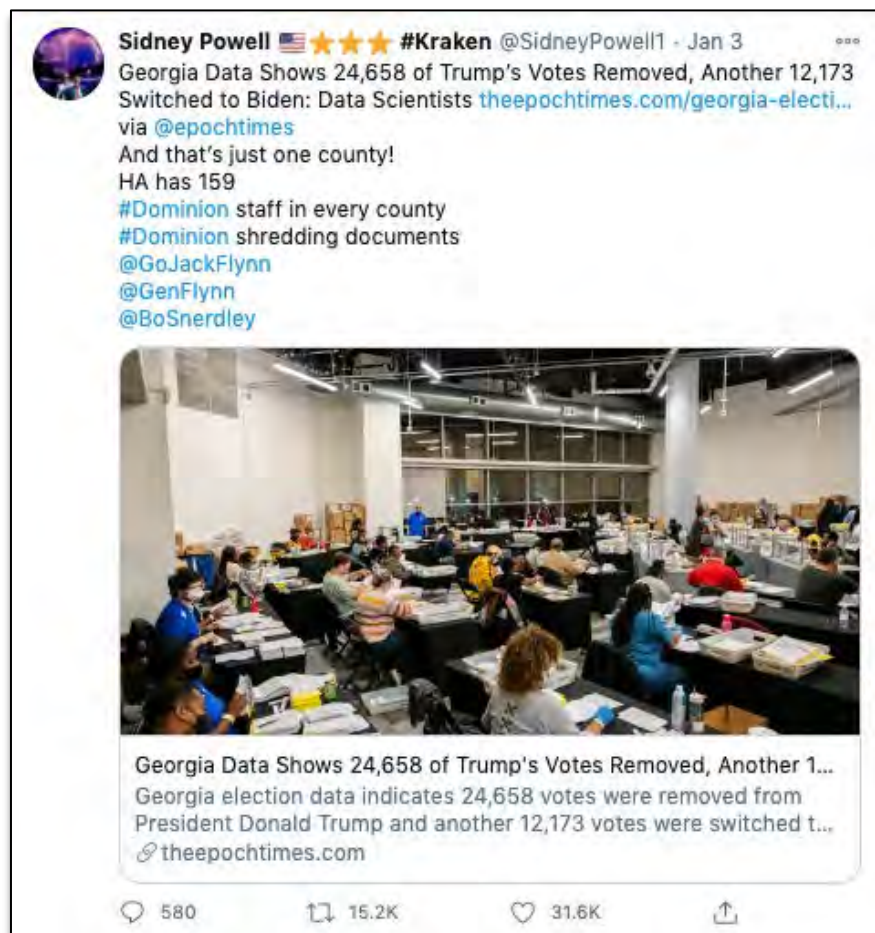 Sidney Powell 🇺🇸⭐⭐⭐ #Kraken @SidneyPowell1 · Jan 3
Georgia Data Shows 24,658 of Trump's Votes Removed, Another 12,173
Switched to Biden: Data Scientists theepochtimes.com/georgia-electi...
via @epochtimes
And that's just one county!
HA has 159
#Dominion staff in every county
#Dominion shredding documents
@GoJackFlynn
@GenFlynn
@BoSnerdley
Georgia Data Shows 24,658 of Trump's Votes Removed, Another 1...
Georgia election data indicates 24,658 votes were removed from
President Donald Trump and another 12,173 votes were switched t...
theepochtimes.com
580 15.2K 31.6K